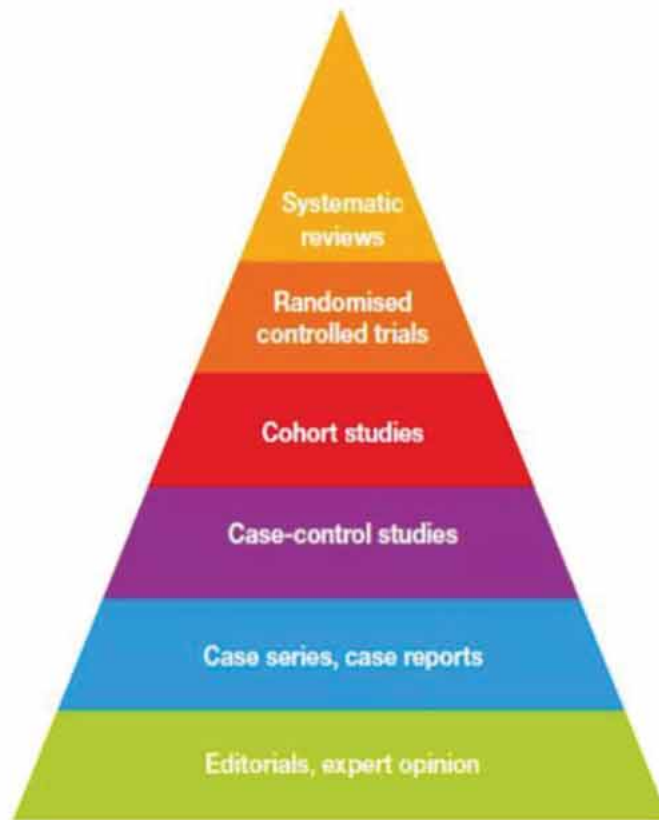 Systematic
reviews
Randomised
controlled trials
Cohort studies
Case-control studies
Case series, case reports
Editorials, expert opinion